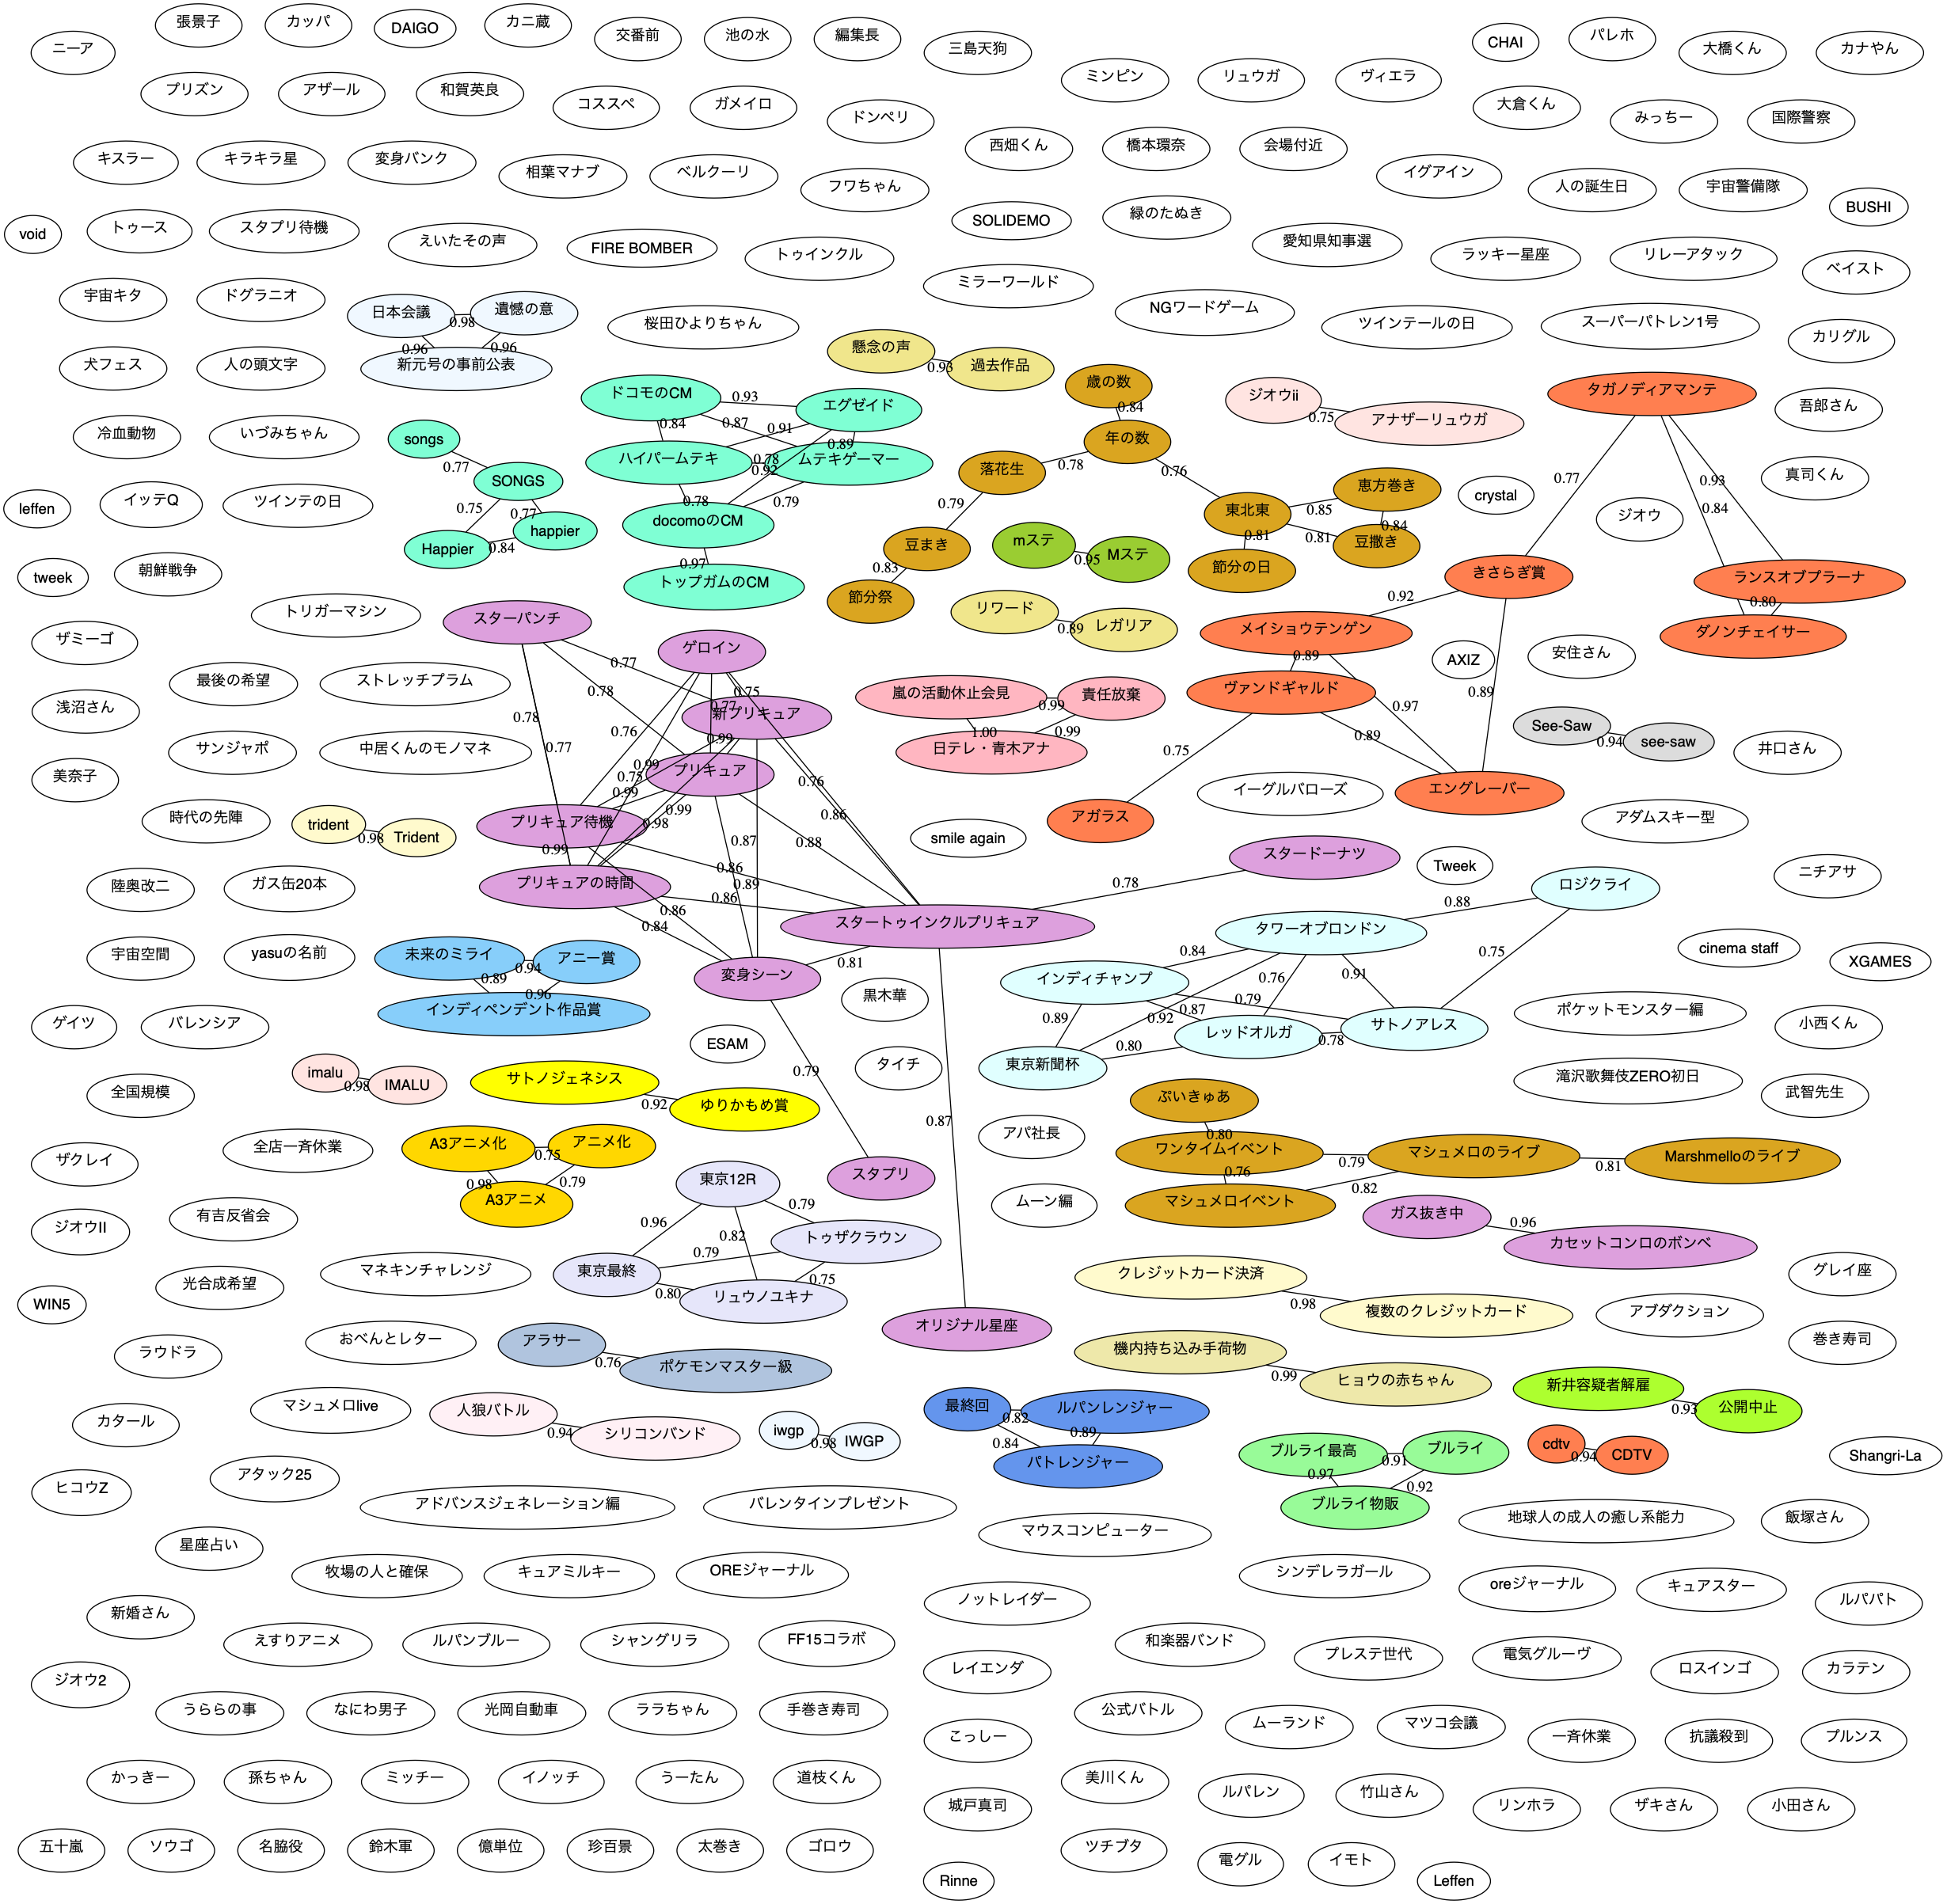 張景子
カッパ
DAIGO
カニ蔵
交番前
池の水
編集長
三島天狗
CHAI
パレホ
大橋くん
カナやん
ニーア
プリズン
アザール
和賀英良
コススペ
ガメイロ
ドンペリ
ミンピン
リュウガ
ヴィエラ
大倉くん
みっちー
国際警察
キスラー
キラキラ星
変身バンク
相葉マナブ
ベルクーリ
フワちゃん
西畑くん
橋本環奈
会場付近
イグアイン
人の誕生日
宇宙警備隊
BUSHI
void
トゥース
スタプリ待機
えいたその声
FIRE BOMBER
トゥインクル
SOLIDEMO
緑のたぬき
愛知県知事選
ラッキー星座
リレーアタック
ベイスト
宇宙キタ
ドグラニオ
日本会議
0.98
遺憾の意
0.96
0.96
新元号の事前公表
桜田ひよりちゃん
ミラーワールド
NGワードゲーム
ツインテールの日
スーパーパトレン1号
カリグル
犬フェス
人の頭文字
懸念の声
0.93
過去作品
ドコモのCM
0.93
エグゼイド
0.84
0.87
0.91
0.89
ハイパームテキ
0.78
0.92
ムテキゲーマー
0.78
0.79
docomoのCM
0.97
トップガムのCM
歳の数
0.84
年の数
0.78
0.76
落花生
0.79
豆まき
0.83
節分祭
東北東
0.85
恵方巻き
0.84
0.81
豆撒き
0.81
節分の日
ジオウii
0.75
アナザーリュウガ
タガノディアマンテ
0.77
0.93
0.84
吾郎さん
真司くん
冷血動物
いづみちゃん
songs
0.77
SONGS
0.75
0.77
Happier
0.84
happier
leffen
イッテQ
ツインテの日
mステ
0.95
Mステ
crystal
ジオウ
tweek
朝鮮戦争
トリガーマシン
リワード
0.89
レガリア
きさらぎ賞
0.92
ランスオブプラーナ
0.80
ダノンチェイサー
メイショウテンゲン
0.89
ヴァンドギャルド
0.97
0.89
0.89
0.75
エングレーバー
アガラス
AXIZ
安住さん
ザミーゴ
最後の希望
ストレッチプラム
スターパンチ
0.77
0.78
0.78
0.77
ゲロイン
0.75
0.77
0.76
新プリキュア
0.99
0.99
0.75
0.99
0.76
0.86
プリキュア
0.99
0.98
0.87
0.88
プリキュア待機
0.99
0.86
0.89
プリキュアの時間
0.86
0.86
0.84
スタートゥインクルプリキュア
0.78
スタードーナツ
0.81
変身シーン
0.79
0.87
スタプリ
オリジナル星座
嵐の活動休止会見
0.99
責任放棄
1.00
0.99
日テレ・青木アナ
See-Saw
0.94
see-saw
井口さん
浅沼さん
サンジャポ
中居くんのモノマネ
イーグルバローズ
美奈子
時代の先陣
trident
0.98
Trident
smile again
アダムスキー型
Tweek
ニチアサ
陸奥改二
ガス缶20本
ロジクライ
0.88
タワーオブロンドン
0.75
0.84
0.76
0.91
インディチャンプ
0.79
0.87
0.89
0.92
レッドオルガ
0.78
サトノアレス
0.80
東京新聞杯
cinema staff
XGAMES
宇宙空間
yasuの名前
未来のミライ
0.94
アニー賞
0.89
0.96
インディペンデント作品賞
黒木華
ポケットモンスター編
小西くん
ゲイツ
バレンシア
ESAM
タイチ
滝沢歌舞伎ZERO初日
武智先生
全国規模
imalu
0.98
IMALU
サトノジェネシス
0.92
ゆりかもめ賞
ぷいきゅあ
0.80
ワンタイムイベント
0.79
マシュメロのライブ
0.81
Marshmelloのライブ
0.76
0.82
マシュメロイベント
アパ社長
ザクレイ
全店一斉休業
A3アニメ化
0.75
アニメ化
0.98
0.79
A3アニメ
東京12R
0.79
0.96
0.82
トゥザクラウン
0.79
東京最終
0.80
0.75
リュウノユキナ
ムーン編
ガス抜き中
0.96
カセットコンロのボンベ
ジオウII
有吉反省会
マネキンチャレンジ
クレジットカード決済
0.98
複数のクレジットカード
グレイ座
アブダクション
WIN5
光合成希望
おべんとレター
アラサー
0.76
ポケモンマスター級
機内持ち込み手荷物
0.99
ヒョウの赤ちゃん
巻き寿司
ラウドラ
新井容疑者解雇
0.93
公開中止
カタール
マシュメロlive
人狼バトル
0.94
シリコンバンド
iwgp
0.98
IWGP
最終回
0.82
ルパンレンジャー
0.84
0.89
パトレンジャー
ブルライ最高
0.91
ブルライ
0.97
0.92
ブルライ物販
cdtv
0.94
CDTV
Shangri-La
ヒコウZ
アタック25
アドバンスジェネレーション編
バレンタインプレゼント
マウスコンピューター
地球人の成人の癒し系能力
飯塚さん
星座占い
牧場の人と確保
キュアミルキー
OREジャーナル
シンデレラガール
oreジャーナル
キュアスター
ルパパト
新婚さん
ノットレイダー
えすりアニメ
ルパンブルー
シャングリラ
FF15コラボ
和楽器バンド
プレステ世代
電気グルーヴ
ロスインゴ
カラテン
ジオウ2
レイエンダ
うららの事
なにわ男子
光岡自動車
ララちゃん
手巻き寿司
公式バトル
ムーランド
マツコ会議
一斉休業
抗議殺到
プルンス
こっしー
かっきー
孫ちゃん
ミッチー
イノッチ
うーたん
道枝くん
美川くん
ルパレン
竹山さん
リンホラ
ザキさん
小田さん
城戸真司
五十嵐
ソウゴ
名脇役
鈴木軍
億単位
珍百景
太巻き
ゴロウ
ツチブタ
電グル
イモト
Rinne
Leffen